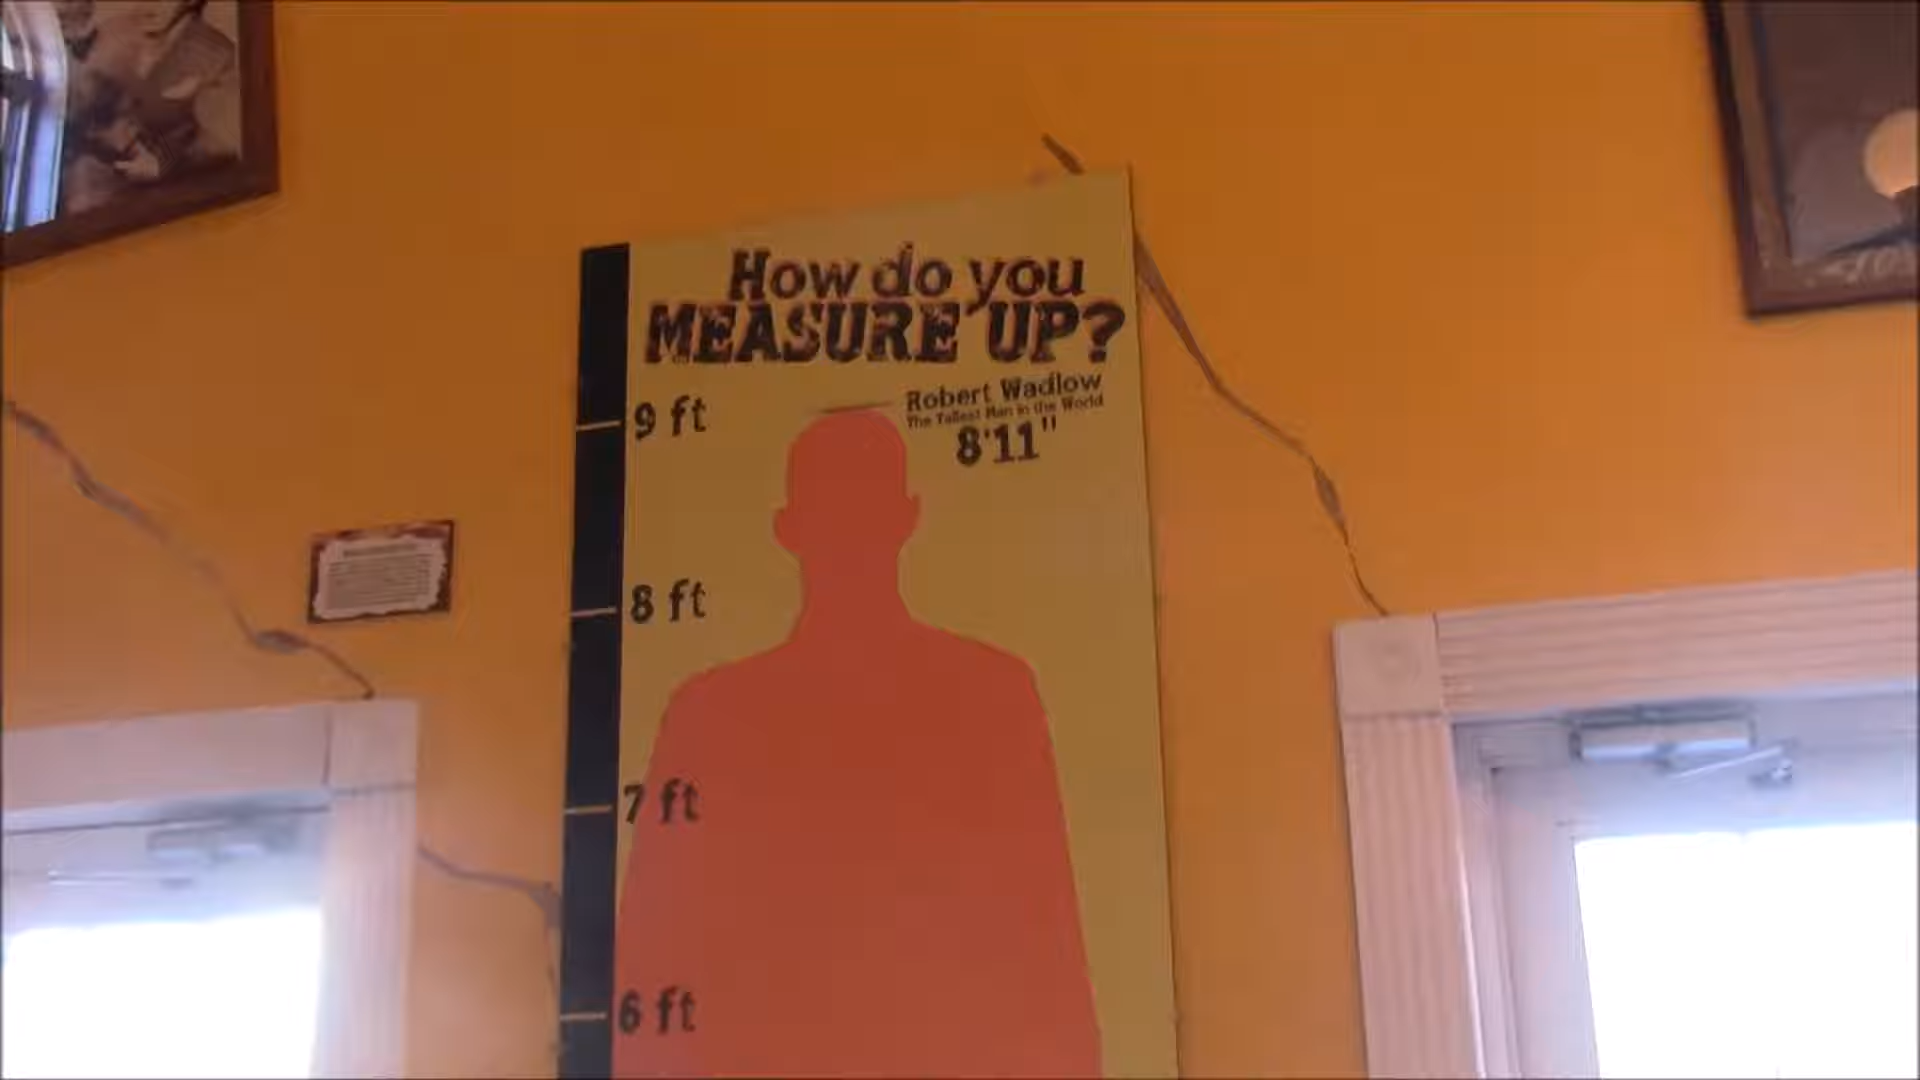 How do you
MEASURE UP?
Robert Wadlow
The Tallest Man in the World
8'11"
9 ft
8 ft
7 ft
6 ft